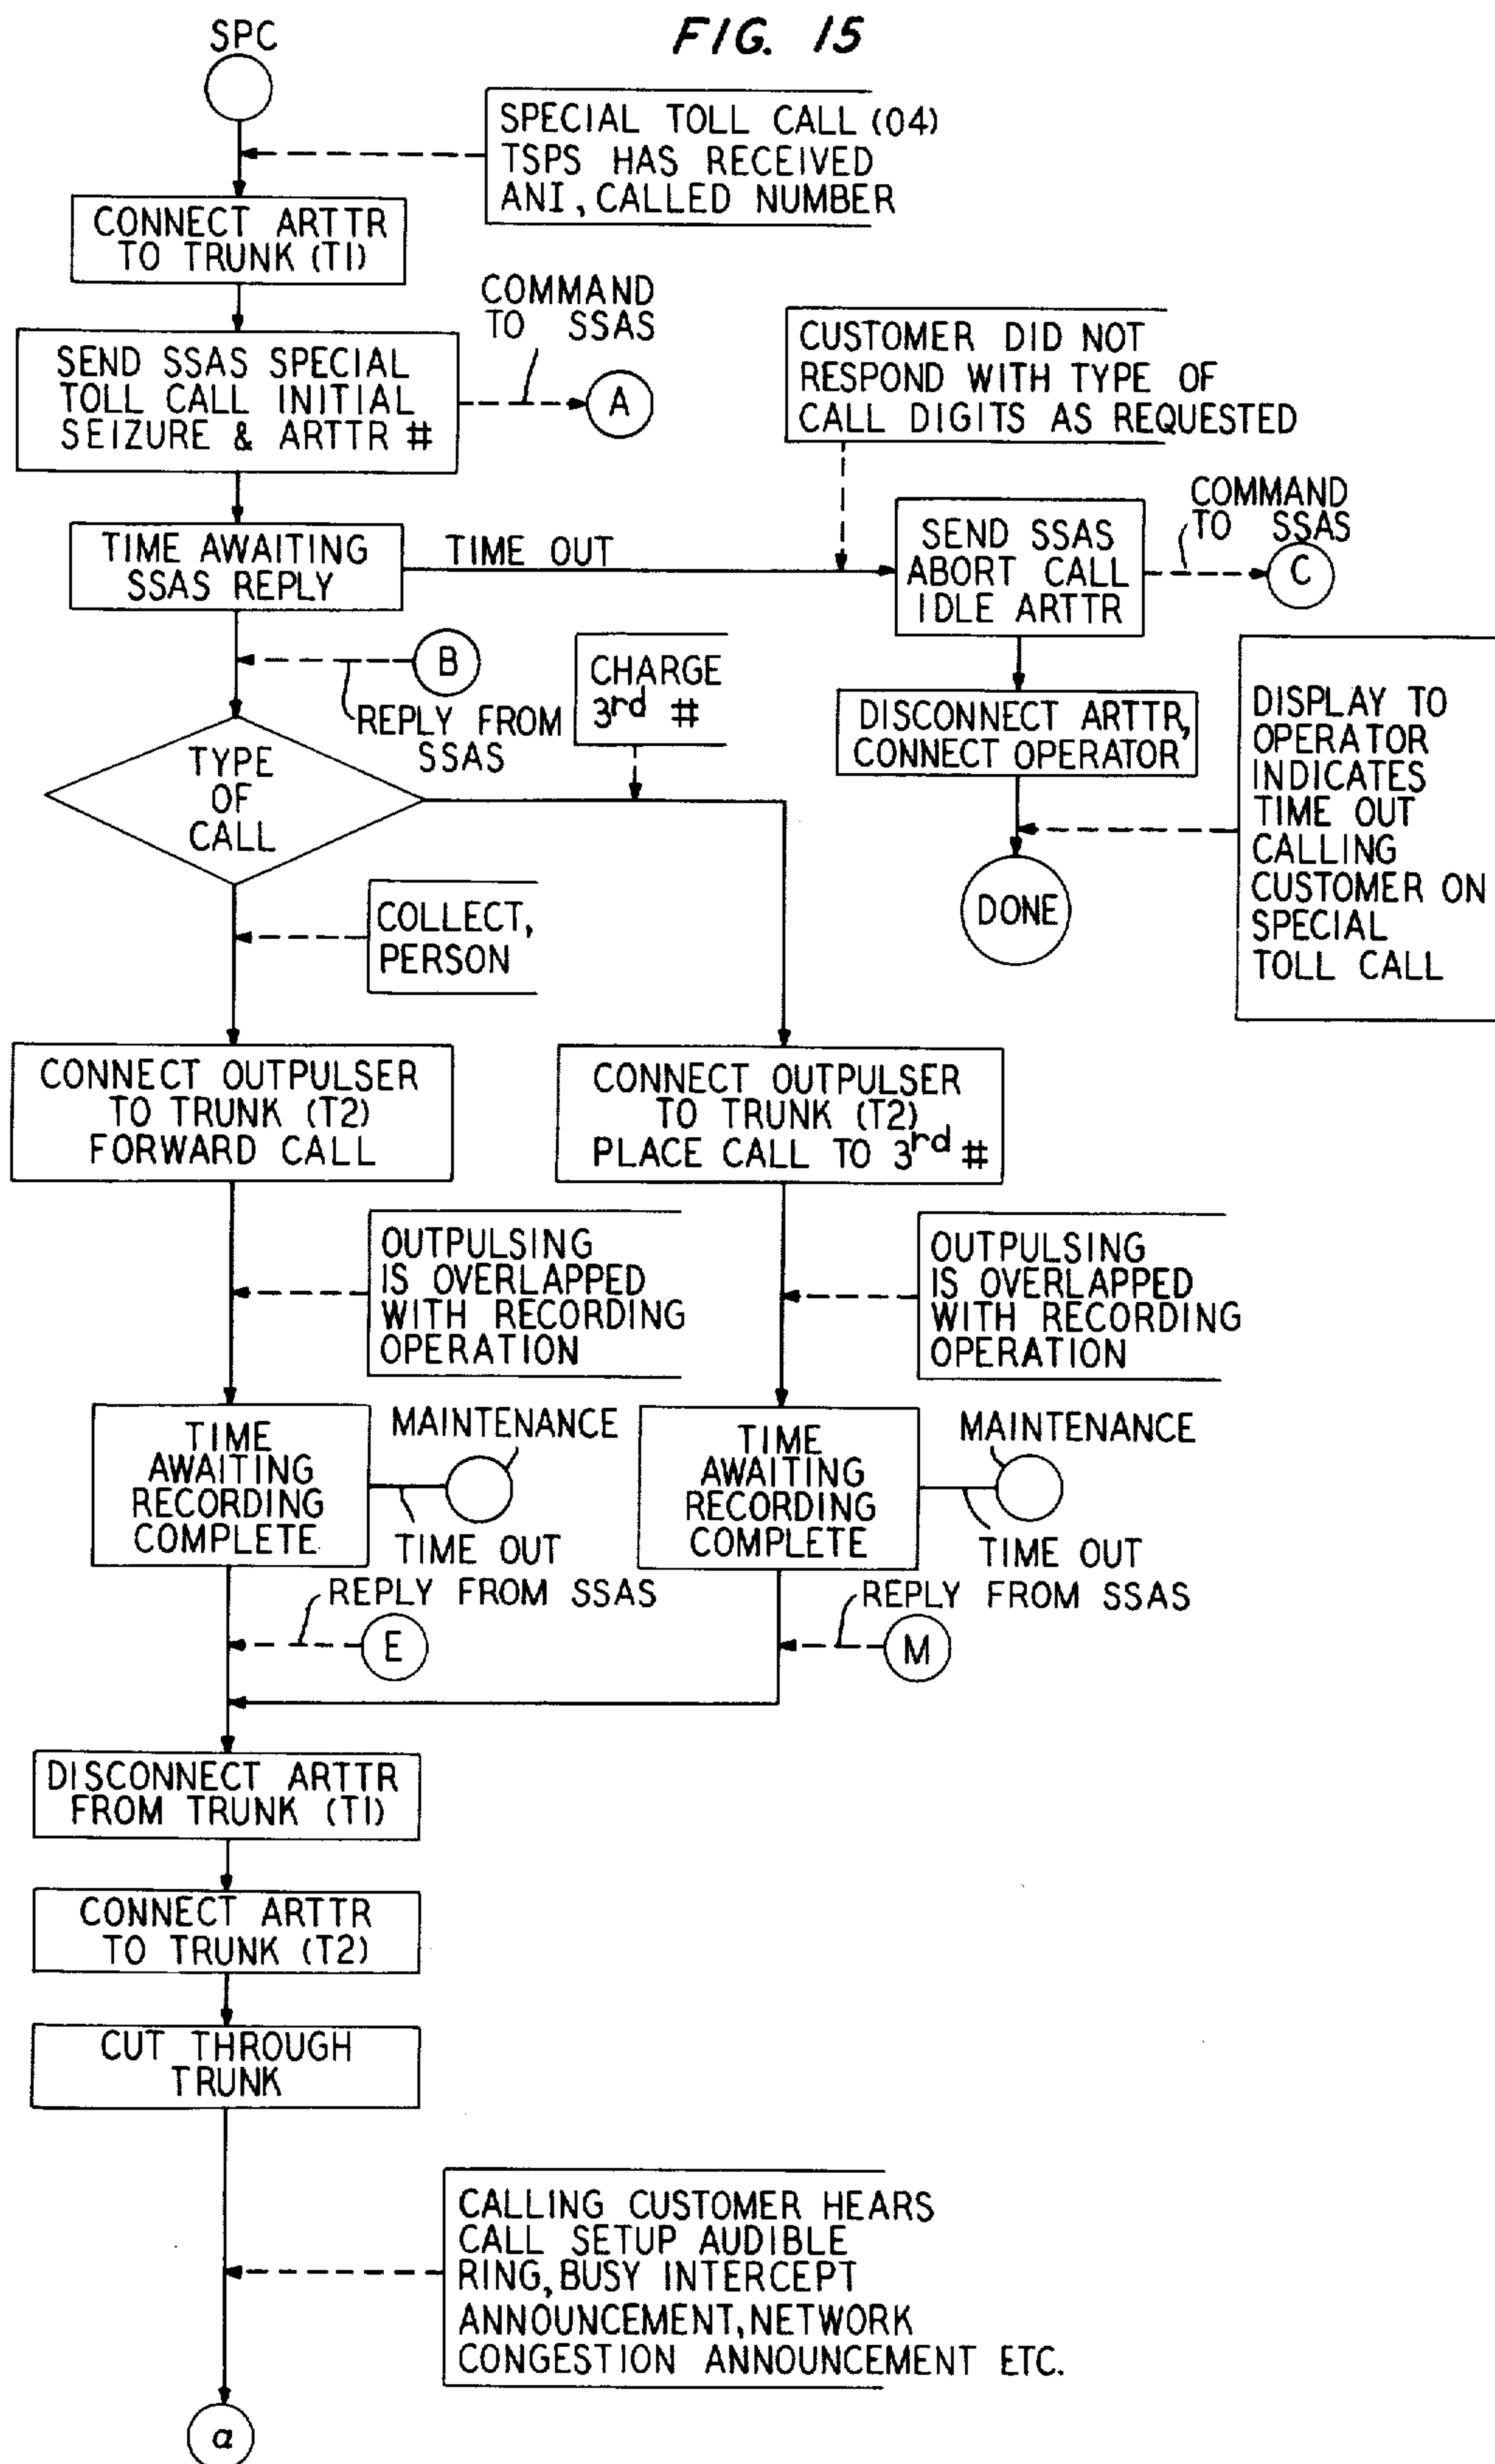 FIG. 15
SPC
SPECIAL TOLL CALL (04)
TSPS HAS RECEIVED
ANI, CALLED NUMBER
CONNECT ARTTR
TO TRUNK (T1)
COMMAND
TO SSAS
SEND SSAS SPECIAL
TOLL CALL INITIAL
SEIZURE & ARTTR #
A
CUSTOMER DID NOT
RESPOND WITH TYPE OF
CALL DIGITS AS REQUESTED
TIME AWAITING
SSAS REPLY
TIME OUT
SEND SSAS
ABORT CALL
IDLE ARTTR
COMMAND
TO SSAS
C
B
REPLY FROM
SSAS
CHARGE
3rd #
DISCONNECT ARTTR,
CONNECT OPERATOR
DISPLAY TO
OPERATOR
INDICATES
TIME OUT
CALLING
CUSTOMER ON
SPECIAL
TOLL CALL
TYPE
OF
CALL
DONE
COLLECT,
PERSON
CONNECT OUTPULSER
TO TRUNK (T2)
FORWARD CALL
CONNECT OUTPULSER
TO TRUNK (T2)
PLACE CALL TO 3rd #
OUTPULSING
IS OVERLAPPED
WITH RECORDING
OPERATION
OUTPULSING
IS OVERLAPPED
WITH RECORDING
OPERATION
TIME
AWAITING
RECORDING
COMPLETE
MAINTENANCE
TIME OUT
TIME
AWAITING
RECORDING
COMPLETE
MAINTENANCE
TIME OUT
REPLY FROM SSAS
E
REPLY FROM SSAS
M
DISCONNECT ARTTR
FROM TRUNK (T1)
CONNECT ARTTR
TO TRUNK (T2)
CUT THROUGH
TRUNK
CALLING CUSTOMER HEARS
CALL SETUP AUDIBLE
RING, BUSY INTERCEPT
ANNOUNCEMENT, NETWORK
CONGESTION ANNOUNCEMENT ETC.
a